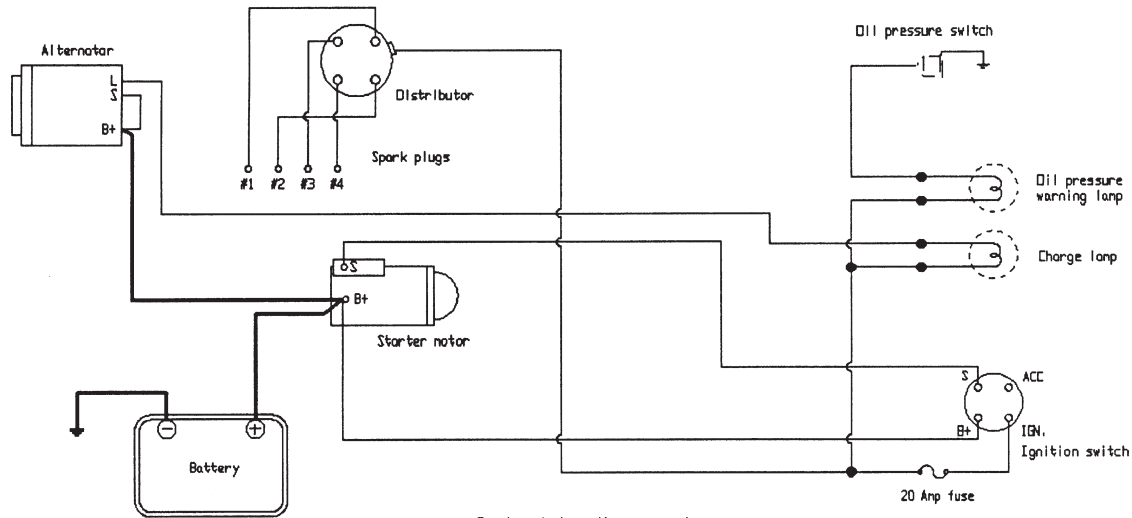 Alternator
L
S
B+
Distributor
Spark plugs
#1 #2 #3 #4
Oil pressure switch
Oil pressure
warning lamp
Charge lamp
S
B+
Starter motor
Battery
S
ACC
B+
IGN.
Ignition switch
20 Amp fuse